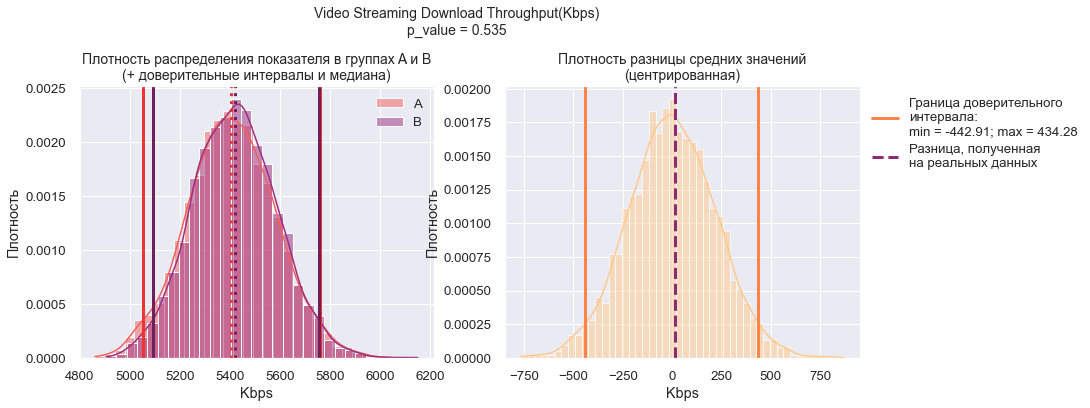 Video Streaming Download Throughput(Kbps)
p_value = 0.535
Плотность распределения показателя в группах A и B
(+ доверительные интервалы и медиана)
Плотность
0.0025
0.0020
0.0015
0.0010
0.0005
0.0000
4800
5000
5200
5400
5600
5800
6000
6200
Kbps
A
B
Плотность разницы средних значений
(центрированная)
Плотность
0.00200
0.00175
0.00150
0.00125
0.00100
0.00075
0.00050
0.00025
0.00000
−750
−500
−250
0
250
500
750
Kbps
Граница доверительного
интервала:
min = -442.91; max = 434.28
Разница, полученная
на реальных данных